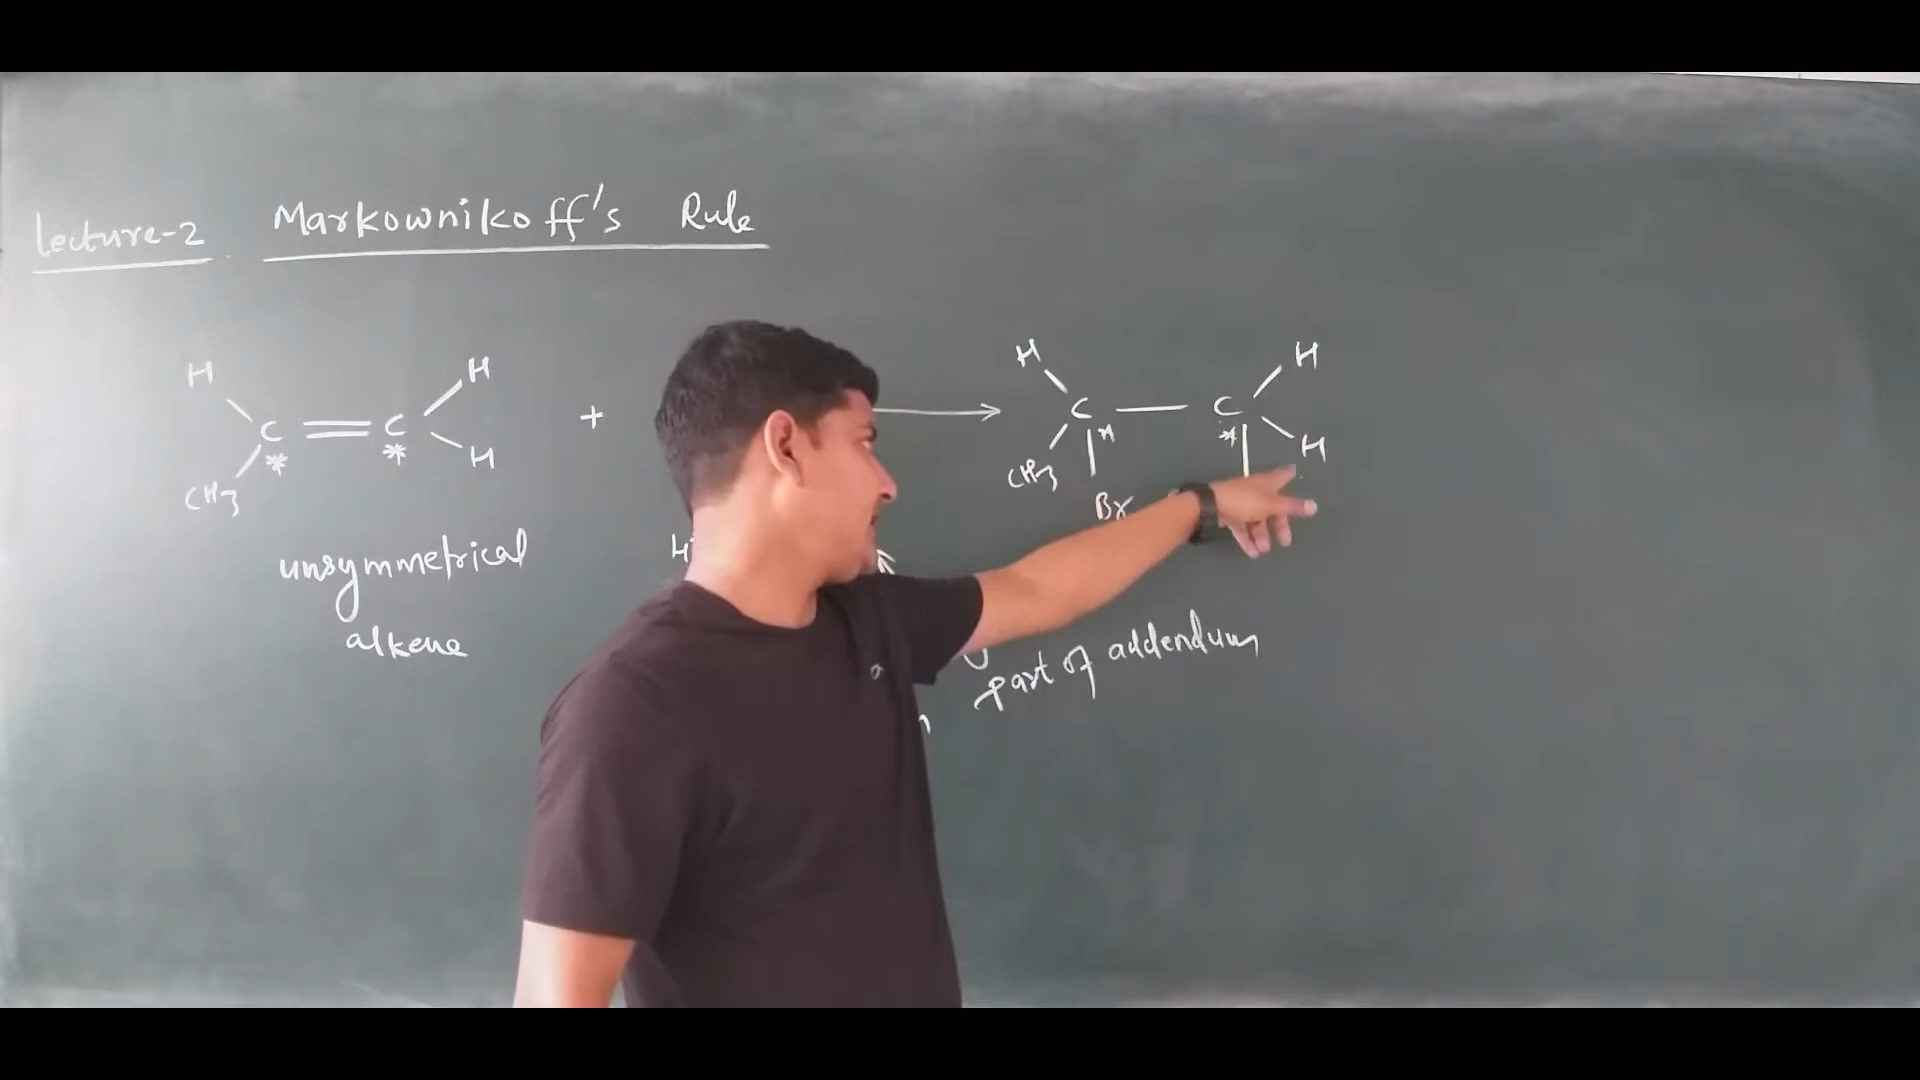 Lecture-2 Markownikoff's Rule
H H H H
C = C + → C — C
* * * *
CH3 H CH3 H
Br
unsymmetrical
alkene
part of addendum